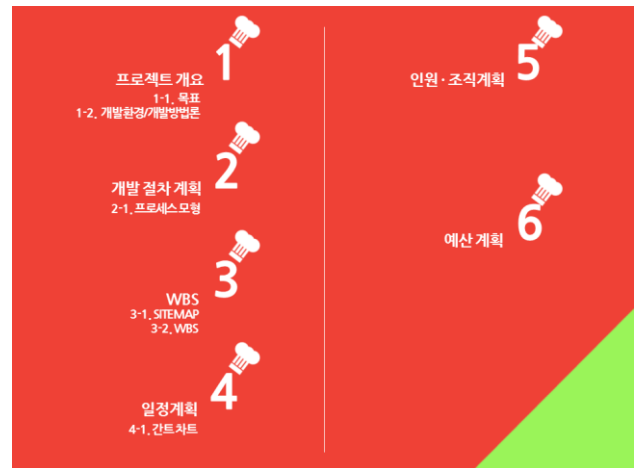 1
프로젝트 개요
1-1. 목표
1-2. 개발환경/개발방법론
2
개발 절차 계획
2-1. 프로세스 모형
3
WBS
3-1. SITEMAP
3-2. WBS
4
일정계획
4-1. 간트 차트
5
인원 · 조직계획
6
예산 계획